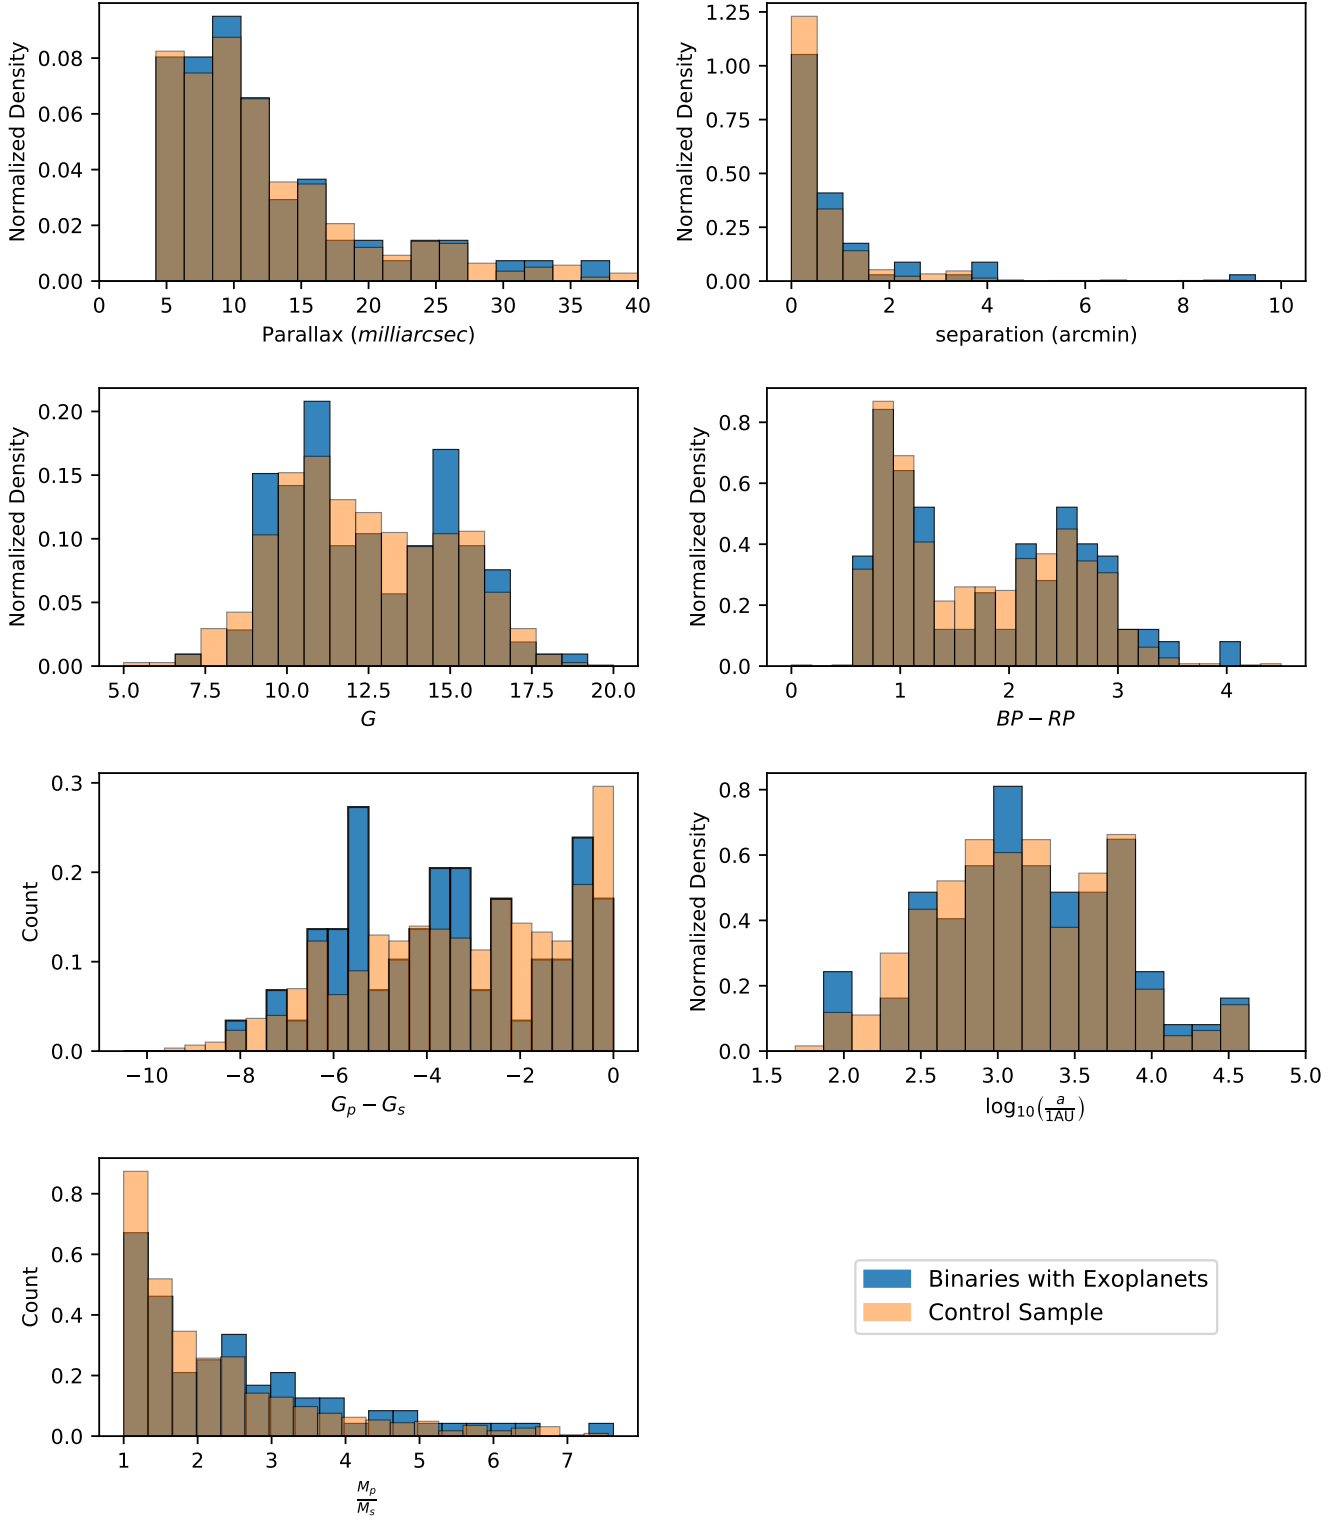 0.08
0.06
0.04
0.02
0.00
Normalized Density
0 5 10 15 20 25 30 35 40
Parallax (milliarcsec)
1.25
1.00
0.75
0.50
0.25
0.00
Normalized Density
0 2 4 6 8 10
separation (arcmin)
0.20
0.15
0.10
0.05
0.00
Normalized Density
5.0 7.5 10.0 12.5 15.0 17.5 20.0
G
0.8
0.6
0.4
0.2
0.0
Normalized Density
0 1 2 3 4
BP − RP
0.3
0.2
0.1
0.0
Count
−10 −8 −6 −4 −2 0
G_p − G_s
0.8
0.6
0.4
0.2
0.0
Normalized Density
1.5 2.0 2.5 3.0 3.5 4.0 4.5 5.0
log₁₀(a/1AU)
0.8
0.6
0.4
0.2
0.0
Count
1 2 3 4 5 6 7
M_p/M_s
Binaries with Exoplanets
Control Sample